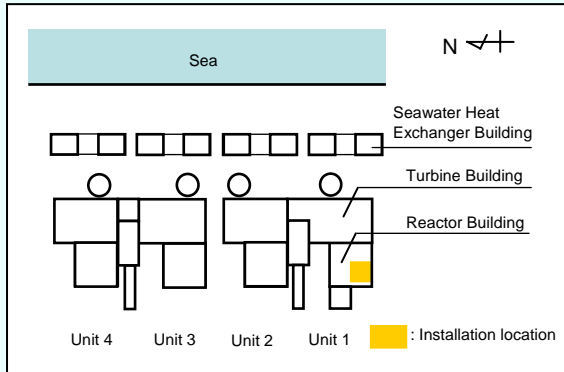 Sea
N
Seawater Heat
Exchanger Building
Turbine Building
Reactor Building
Unit 4
Unit 3
Unit 2
Unit 1
: Installation location